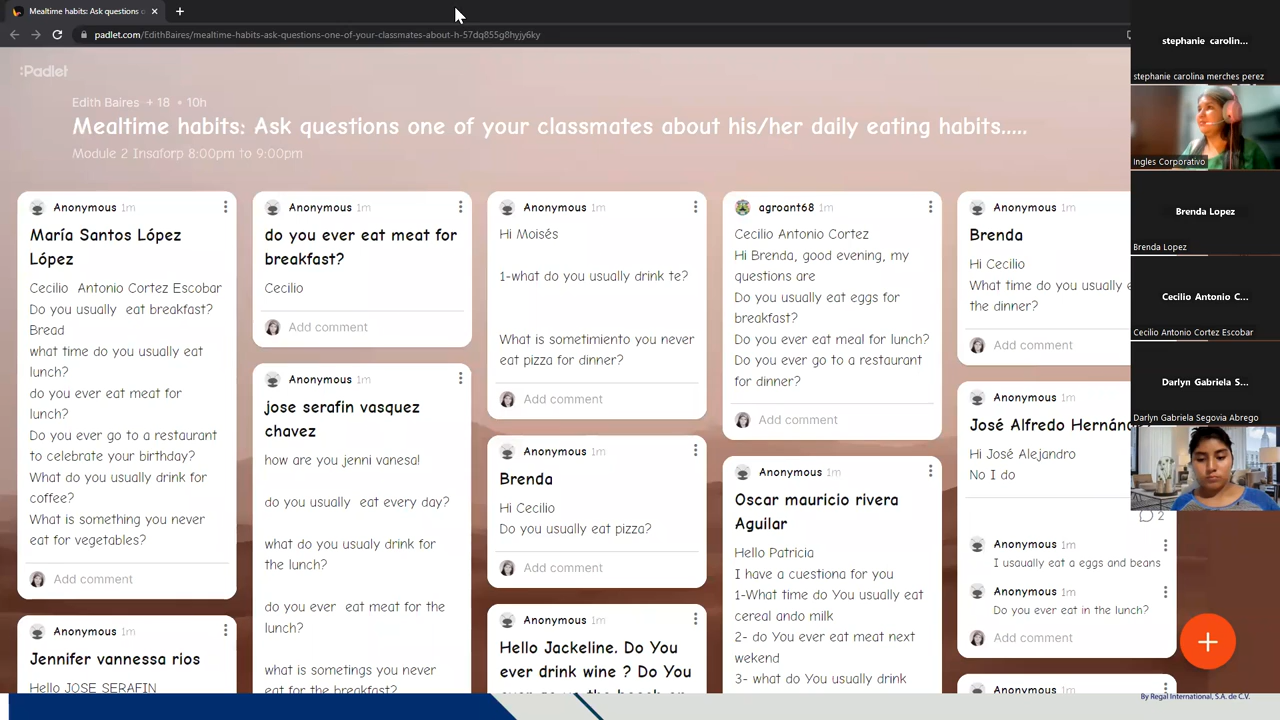 Mealtime habits: Ask questions o
padlet.com/EdithBaires/mealtime-habits-ask-questions-one-of-your-classmates-about-h-57dq855g8hyjy6ky
:Padlet
Edith Baires + 18 • 10h
Mealtime habits: Ask questions one of your classmates about his/her daily eating habits.....
Module 2 Insaforp 8:00pm to 9:00pm
Anonymous 1m
María Santos López
López
Cecilio Antonio Cortez Escobar
Do you usually eat breakfast?
Bread
what time do you usually eat
lunch?
do you ever eat meat for
lunch?
Do you ever go to a restaurant
to celebrate your birthday?
What do you usually drink for
coffee?
What is something you never
eat for vegetables?
Add comment
Anonymous 1m
Jennifer vannessa rios
Hello JOSE SERAFIN
Anonymous 1m
do you ever eat meat for
breakfast?
Cecilio
Add comment
Anonymous 1m
jose serafin vasquez
chavez
how are you jenni vanesa!
do you usually eat every day?
what do you usualy drink for
the lunch?
do you ever eat meat for the
lunch?
what is sometings you never
eat for the breakfast?
Anonymous 1m
Hi Moisés
1-what do you usually drink te?
What is sometimiento you never
eat pizza for dinner?
Add comment
Anonymous 1m
Brenda
Hi Cecilio
Do you usually eat pizza?
Add comment
Anonymous 1m
Hello Jackeline. Do You
ever drink wine ? Do You
agroant68 1m
Cecilio Antonio Cortez
Hi Brenda, good evening, my
questions are
Do you usually eat eggs for
breakfast?
Do you ever eat meal for lunch?
Do you ever go to a restaurant
for dinner?
Add comment
Anonymous 1m
Oscar mauricio rivera
Aguilar
Hello Patricia
I have a cuestiona for you
1-What time do You usually eat
cereal ando milk
2- do You ever eat meat next
wekend
3- what do You usually drink
Anonymous 1m
Brenda
Hi Cecilio
What time do you usually e
the dinner?
Add comment
Anonymous 1m
José Alfredo Hernánd
Hi José Alejandro
No I do
2
Anonymous 1m
I usaually eat a eggs and beans
Anonymous 1m
Do you ever eat in the lunch?
Add comment
Anonymous 1m
stephanie carolin...
stephanie carolina merches perez
Ingles Corporativo
Brenda Lopez
Brenda Lopez
Cecilio Antonio C...
Cecilio Antonio Cortez Escobar
Darlyn Gabriela S...
Darlyn Gabriela Segovia Abrego
By Regal International, S.A. de C.V.